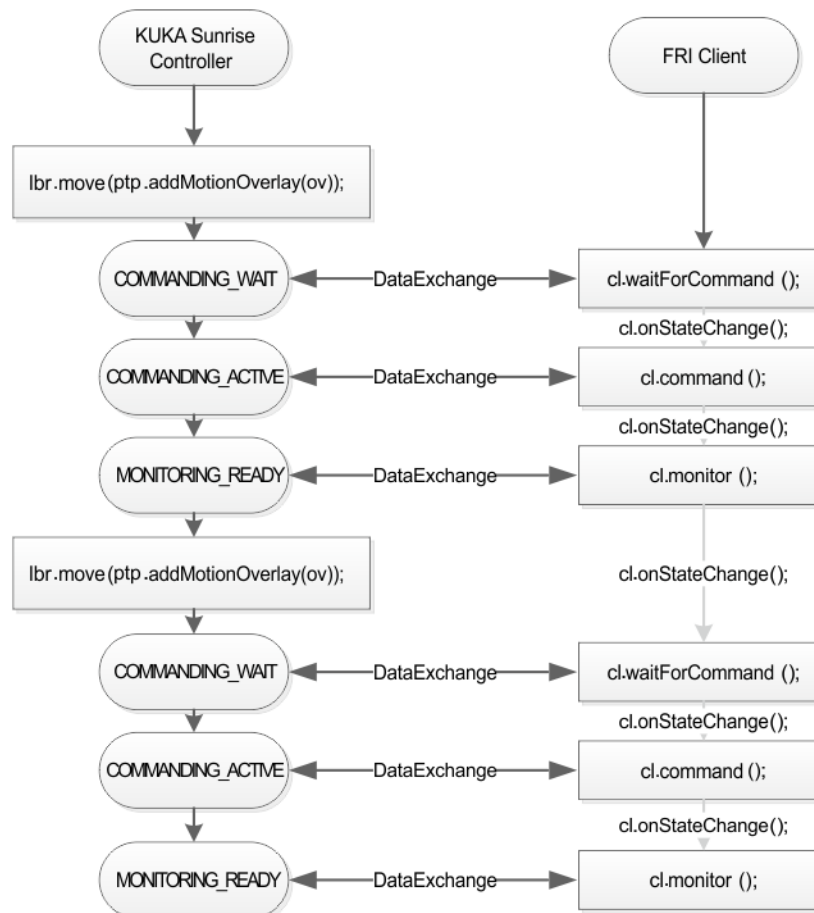 KUKA Sunrise
Controller
FRI Client
lbr.move(ptp.addMotionOverlay(ov));
COMMANDING_WAIT
DataExchange
cl.waitForCommand ();
cl.onStateChange();
COMMANDING_ACTIVE
DataExchange
cl.command ();
cl.onStateChange();
MONITORING_READY
DataExchange
cl.monitor ();
lbr.move(ptp.addMotionOverlay(ov));
cl.onStateChange();
COMMANDING_WAIT
DataExchange
cl.waitForCommand ();
cl.onStateChange();
COMMANDING_ACTIVE
DataExchange
cl.command ();
cl.onStateChange();
MONITORING_READY
DataExchange
cl.monitor ();